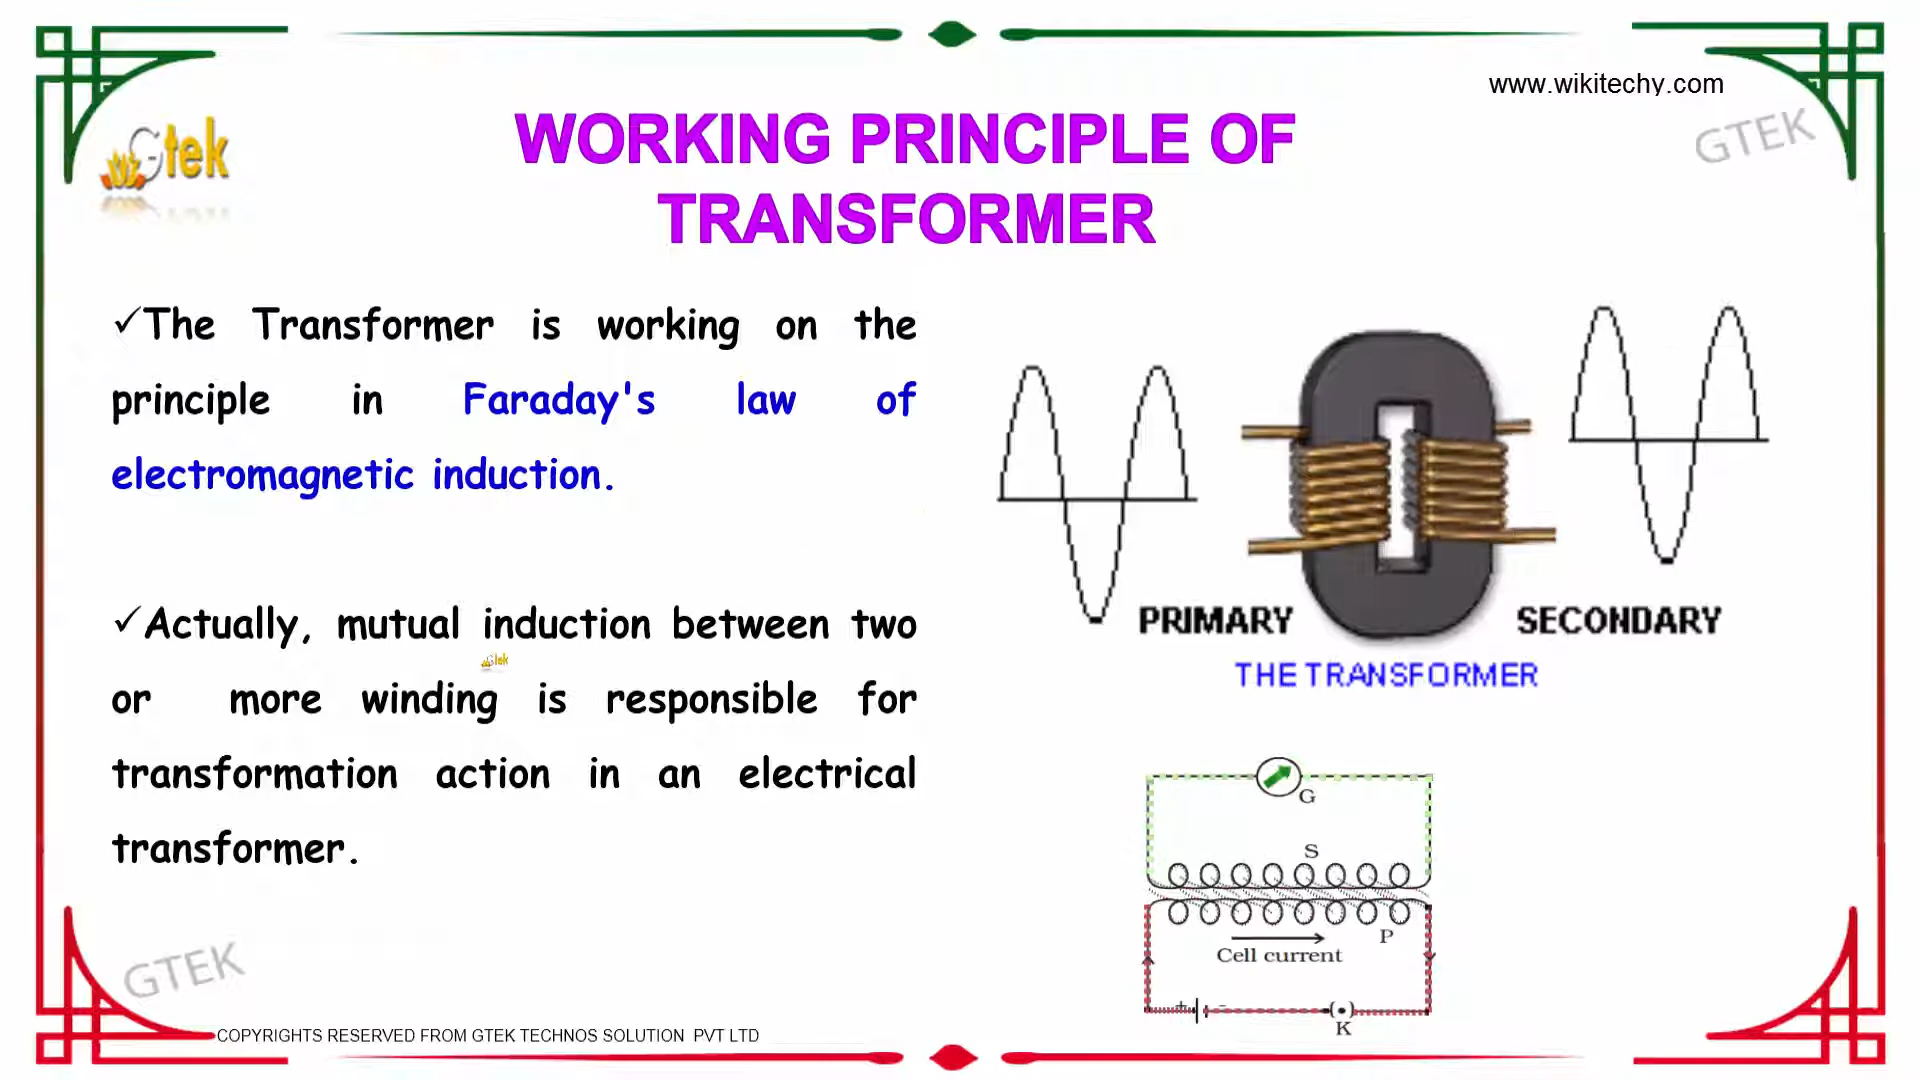 www.wikitechy.com
GTEK
Gtek
WORKING PRINCIPLE OF
TRANSFORMER
✓The Transformer is working on the
principle in Faraday's law of
electromagnetic induction.
✓Actually, mutual induction between two
Gtek
or more winding is responsible for
transformation action in an electrical
transformer.
PRIMARY
SECONDARY
THE TRANSFORMER
G
S
P
Cell current
+ -
K
GTEK
COPYRIGHTS RESERVED FROM GTEK TECHNOS SOLUTION PVT LTD